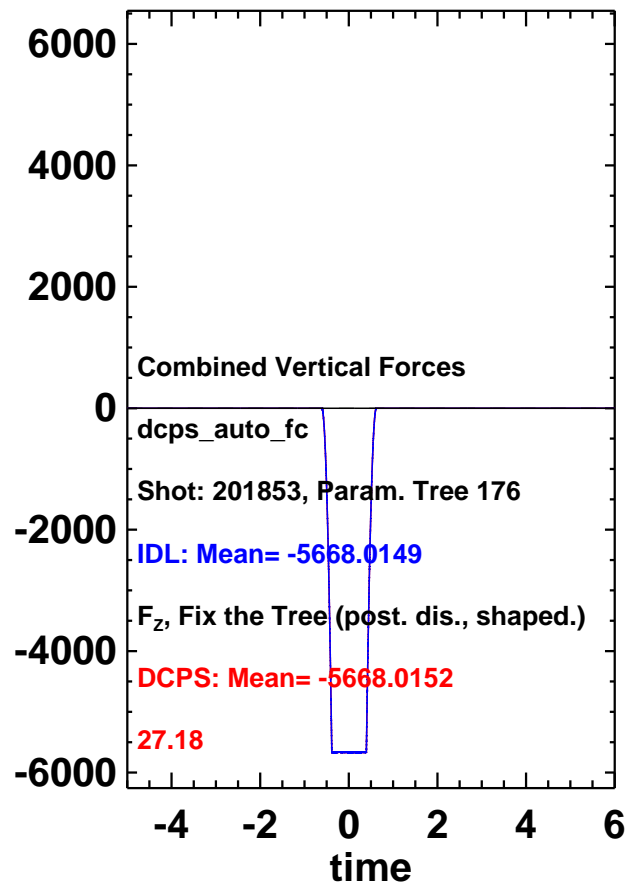 6000
4000
2000
Combined Vertical Forces
0
dcps_auto_fc
Shot: 201853, Param. Tree 176
-2000
IDL: Mean= -5668.0149
F_Z, Fix the Tree (post. dis., shaped.)
-4000
DCPS: Mean= -5668.0152
27.18
-6000
-4 -2 0 2 4 6
time